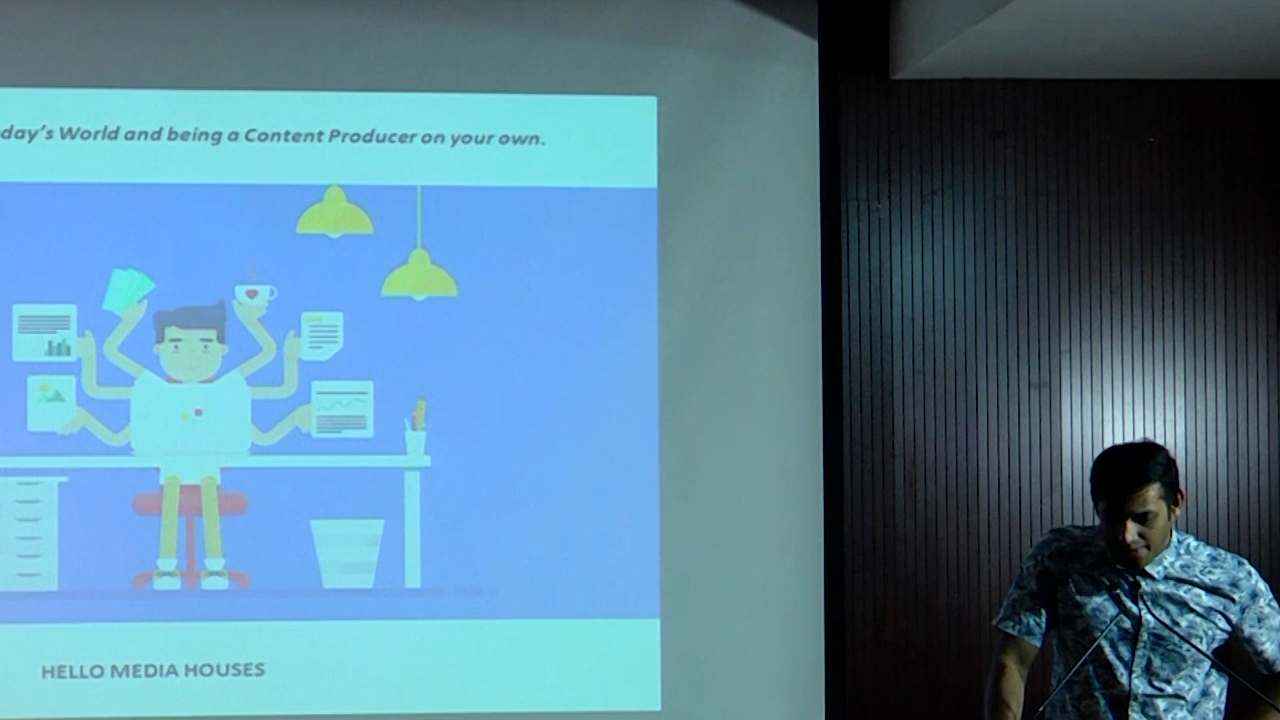 day's World and being a Content Producer on your own.
HELLO MEDIA HOUSES